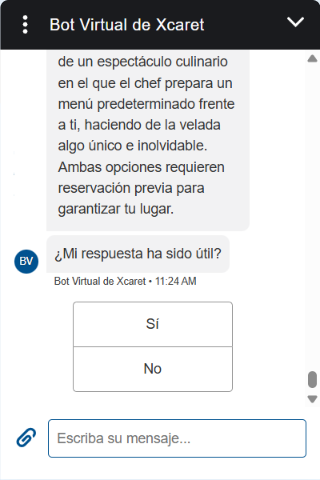 Bot Virtual de Xcaret
de un espectáculo culinario
en el que el chef prepara un
menú predeterminado frente
a ti, haciendo de la velada
algo único e inolvidable.
Ambas opciones requieren
reservación previa para
garantizar tu lugar.
¿Mi respuesta ha sido útil?
BV
Bot Virtual de Xcaret • 11:24 AM
Sí
No
Escriba su mensaje...